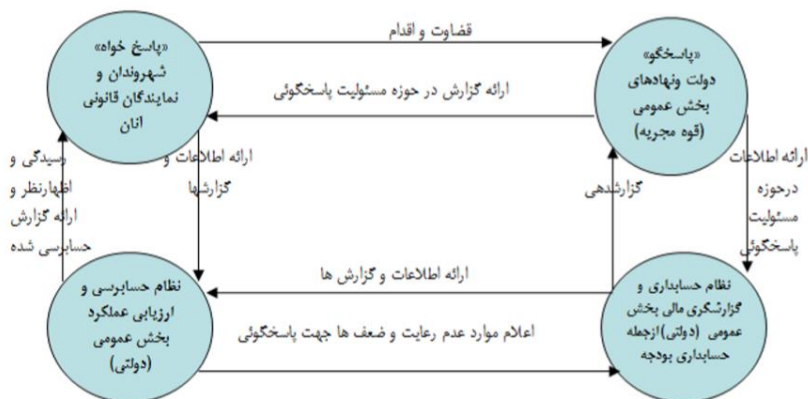 «پاسخگو»
دولت ونهادهای
بخش عمومی
(قوه مجریه)
قضاوت و اقدام
ارائه گزارش در حوزه مسئولیت پاسخگوئی
«پاسخ خواه»
شهروندان و
نمایندگان قانونی
انان
ارائه اطلاعات
درحوزه
مسئولیت
پاسخگوئی
گزارشدهی
ارائه اطلاعات و
گزارشها
رسیدگی و
اظهارنظر و
ارائه گزارش
حسابرسی شده
نظام حسابداری و
گزارشگری مالی بخش
عمومی (دولتی)ازجمله
حسابداری بودجه
ارائه اطلاعات و گزارش ها
اعلام موارد عدم رعایت و ضعف ها جهت پاسخگوئی
نظام حسابرسی و
ارزیابی عملکرد
بخش عمومی
(دولتی)